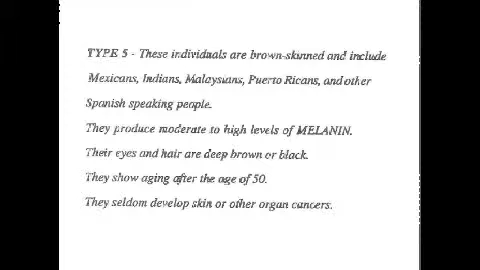 TYPE 5 - These individuals are brown-skinned and include
Mexicans, Indians, Malaysians, Puerto Ricans, and other
Spanish speaking people.
They produce moderate to high levels of MELANIN.
Their eyes and hair are deep brown or black.
They show aging after the age of 50.
They seldom develop skin or other organ cancers.